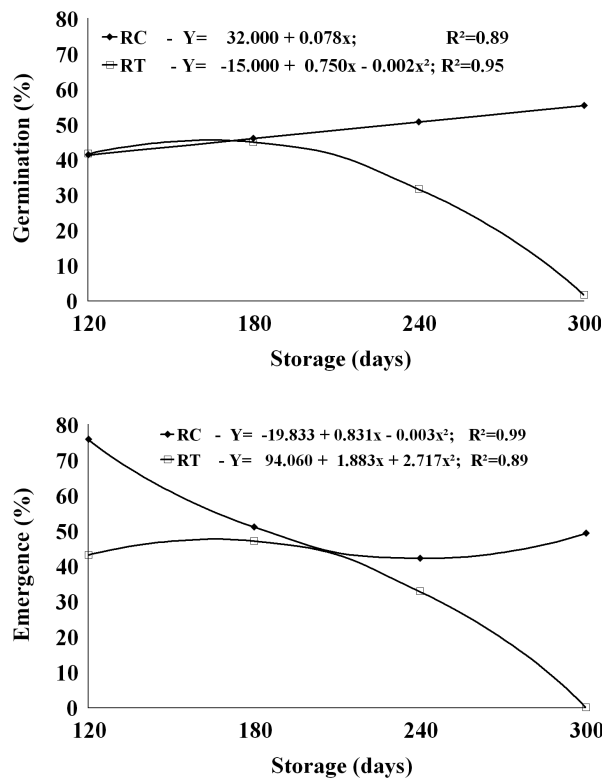 80
70
60
50
40
30
20
10
0
Germination (%)
RC - Y= 32.000 + 0.078x; R²=0.89
RT - Y= -15.000 + 0.750x - 0.002x²; R²=0.95
120 180 240 300
Storage (days)
80
70
60
50
40
30
20
10
0
Emergence (%)
RC - Y= -19.833 + 0.831x - 0.003x²; R²=0.99
RT - Y= 94.060 + 1.883x + 2.717x²; R²=0.89
120 180 240 300
Storage (days)